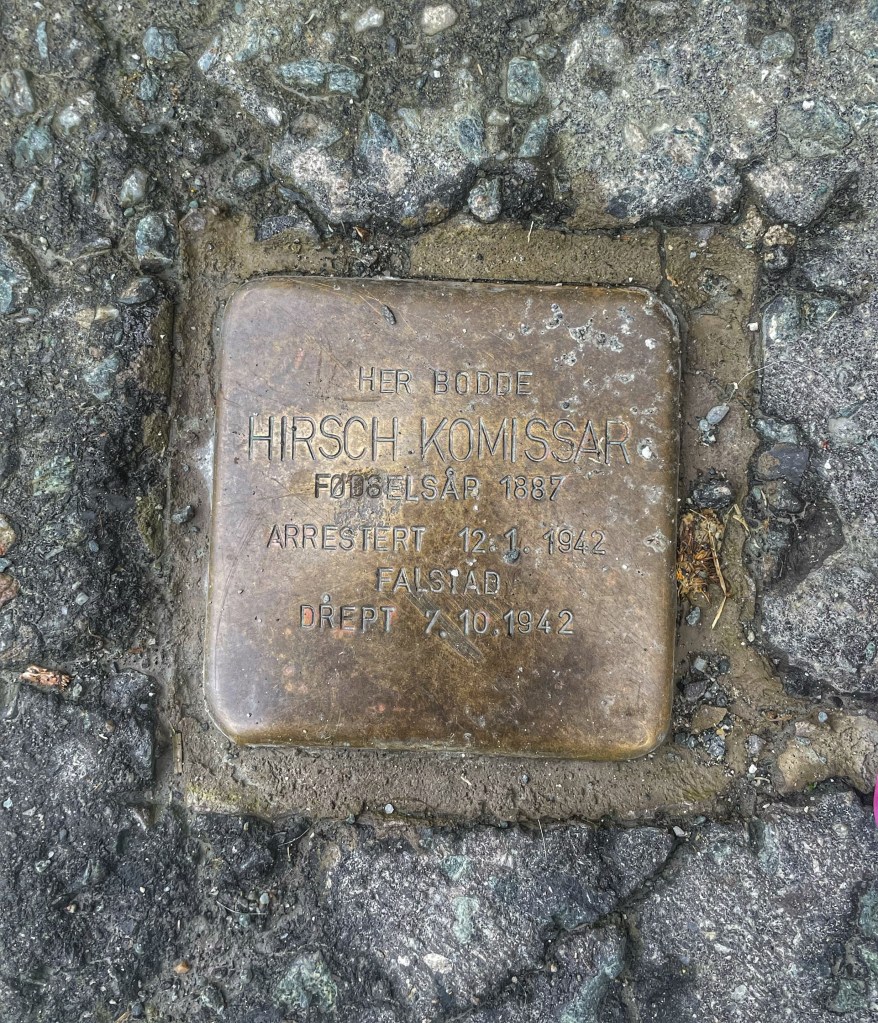 HER BODDE
HIRSCH KOMISSAR
FØDSELSÅR 1887
ARRESTERT 12.1.1942
FALSTAD
DREPT 7.10.1942